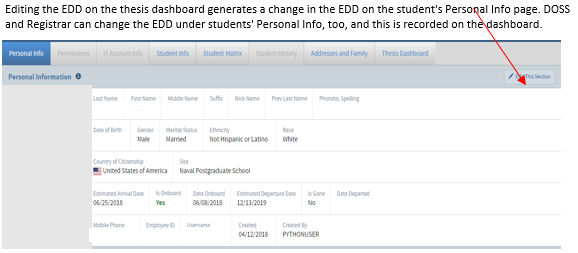 Editing the EDD on the thesis dashboard generates a change in the EDD on the student's Personal Info page. DOSS
and Registrar can change the EDD under students' Personal Info, too, and this is recorded on the dashboard.
Personal Info Permissions IT Account Info Student Info Student Matrix Student History Addresses and Family Thesis Dashboard
Personal Information This Section
Last Name First Name Middle Name Suffix Nick Name Prev Last Name Phonetic Spelling
Date of Birth Gender Marital Status Ethnicity Race
Male Married Not Hispanic or Latino White
Country of Citizenship Site
United States of America Naval Postgraduate School
Estimated Arrival Date Is Onboard Date Onboard Estimated Departure Date Is Gone Date Departed
06/25/2018 Yes 06/08/2018 12/13/2019 No
Mobile Phone Employee ID Username Created Created By
04/12/2018 PYTHONUSER